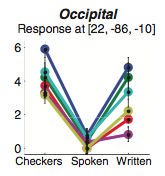 Occipital
Response at [22, -86, -10]
6
4
2
0
Checkers Spoken Written